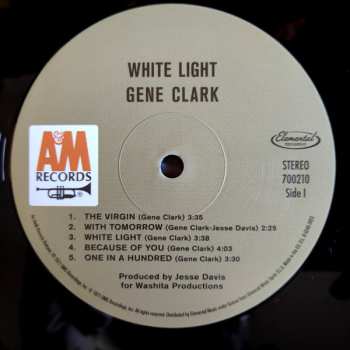 WHITE LIGHT
GENE CLARK
A&M
RECORDS
Elemental
STEREO
700210
Side 1
1. THE VIRGIN (Gene Clark) 3:35
2. WITH TOMORROW (Gene Clark-Jesse Davis) 2:25
3. WHITE LIGHT (Gene Clark) 3:38
4. BECAUSE OF YOU (Gene Clark) 4:03
5. ONE IN A HUNDRED (Gene Clark) 3:30
Produced by Jesse Davis
for Washita Productions